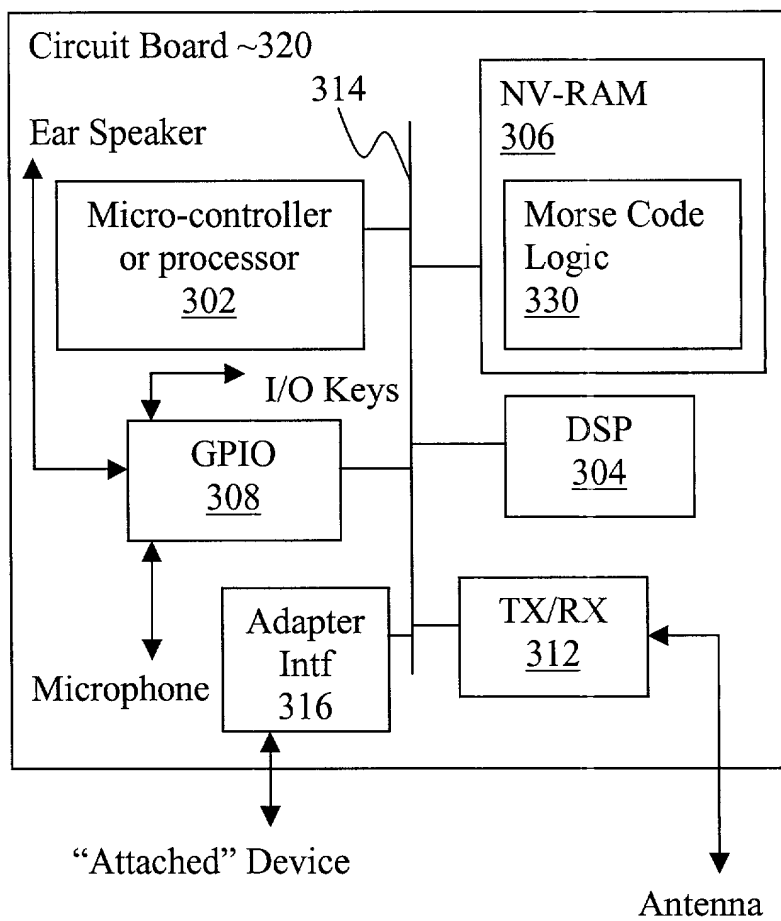 Circuit Board ~320
314
Ear Speaker
NV-RAM
306
Micro-controller
or processor
302
Morse Code
Logic
330
I/O Keys
GPIO
308
DSP
304
Adapter
Intf
316
TX/RX
312
Microphone
“Attached” Device
Antenna